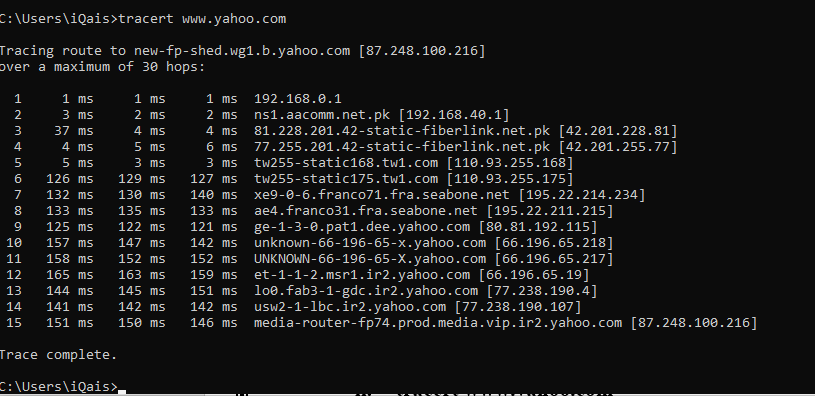 C:\Users\iQais>tracert www.yahoo.com
Tracing route to new-fp-shed.wg1.b.yahoo.com [87.248.100.216]
over a maximum of 30 hops:
1 1 ms 1 ms 1 ms 192.168.0.1
2 3 ms 2 ms 2 ms ns1.aacomm.net.pk [192.168.40.1]
3 37 ms 4 ms 4 ms 81.228.201.42-static-fiberlink.net.pk [42.201.228.81]
4 4 ms 5 ms 6 ms 77.255.201.42-static-fiberlink.net.pk [42.201.255.77]
5 5 ms 3 ms 3 ms tw255-static168.tw1.com [110.93.255.168]
6 126 ms 129 ms 127 ms tw255-static175.tw1.com [110.93.255.175]
7 132 ms 130 ms 140 ms xe9-0-6.franco71.fra.seabone.net [195.22.214.234]
8 133 ms 135 ms 133 ms ae4.franco31.fra.seabone.net [195.22.211.215]
9 125 ms 122 ms 121 ms ge-1-3-0.pat1.dee.yahoo.com [80.81.192.115]
10 157 ms 147 ms 142 ms unknown-66-196-65-x.yahoo.com [66.196.65.218]
11 158 ms 152 ms 152 ms UNKNOWN-66-196-65-X.yahoo.com [66.196.65.217]
12 165 ms 163 ms 159 ms et-1-1-2.msr1.ir2.yahoo.com [66.196.65.19]
13 144 ms 145 ms 151 ms lo0.fab3-1-gdc.ir2.yahoo.com [77.238.190.4]
14 141 ms 142 ms 142 ms usw2-1-lbc.ir2.yahoo.com [77.238.190.107]
15 151 ms 150 ms 146 ms media-router-fp74.prod.media.vip.ir2.yahoo.com [87.248.100.216]
Trace complete.
C:\Users\iQais>